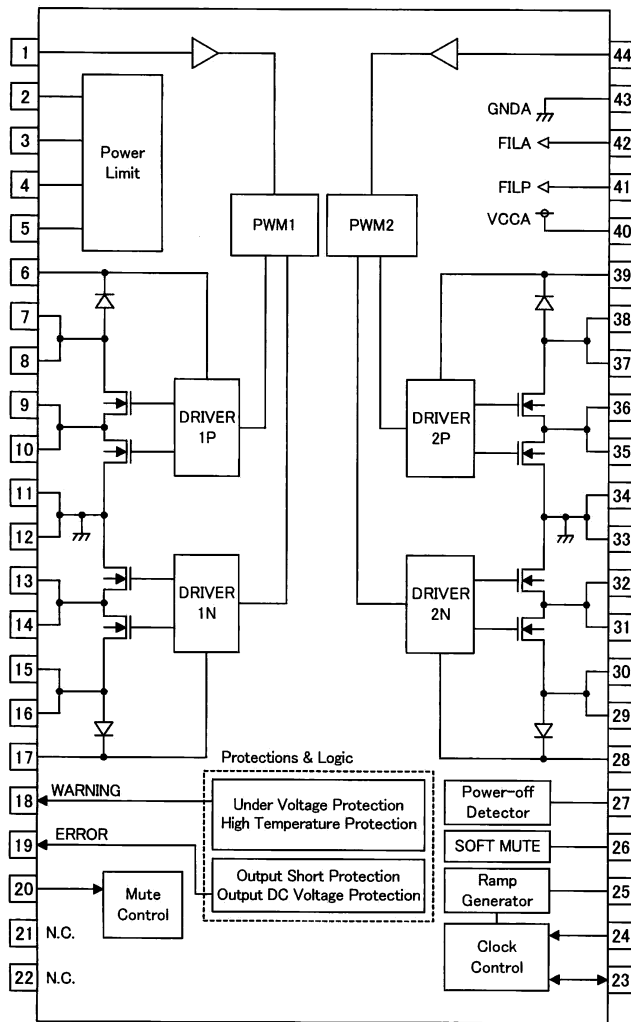 1
44
2
43
GNDA
3
Power
Limit
FILA
42
4
FILP
41
5
PWM1
PWM2
VCCA
40
6
39
7
38
8
37
9
DRIVER
1P
DRIVER
2P
36
10
35
11
34
12
33
13
DRIVER
1N
DRIVER
2N
32
14
31
15
30
16
29
17
28
Protections & Logic
18
WARNING
Under Voltage Protection
High Temperature Protection
Power-off
Detector
27
19
ERROR
SOFT MUTE
26
Output Short Protection
Output DC Voltage Protection
20
Mute
Control
Ramp
Generator
25
21
N.C.
Clock
Control
24
22
N.C.
23